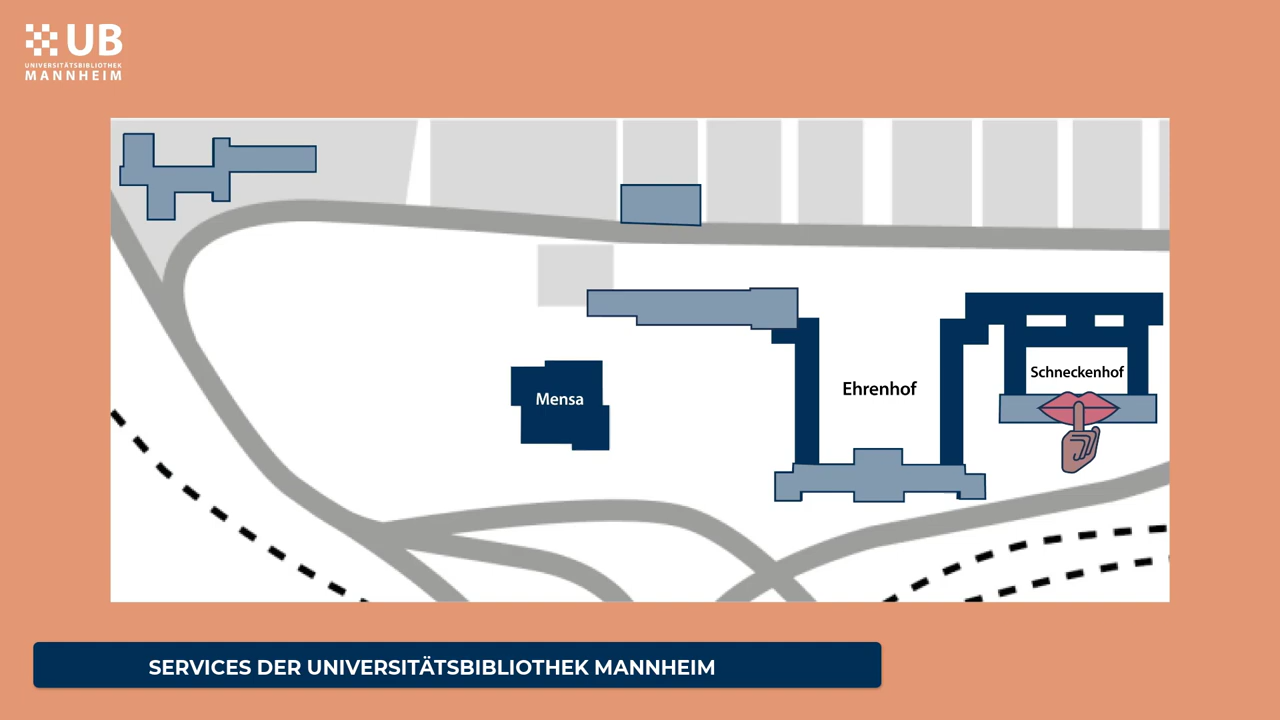 UB
UNIVERSITÄTSBIBLIOTHEK
MANNHEIM
Schneckenhof
Ehrenhof
Mensa
SERVICES DER UNIVERSITÄTSBIBLIOTHEK MANNHEIM